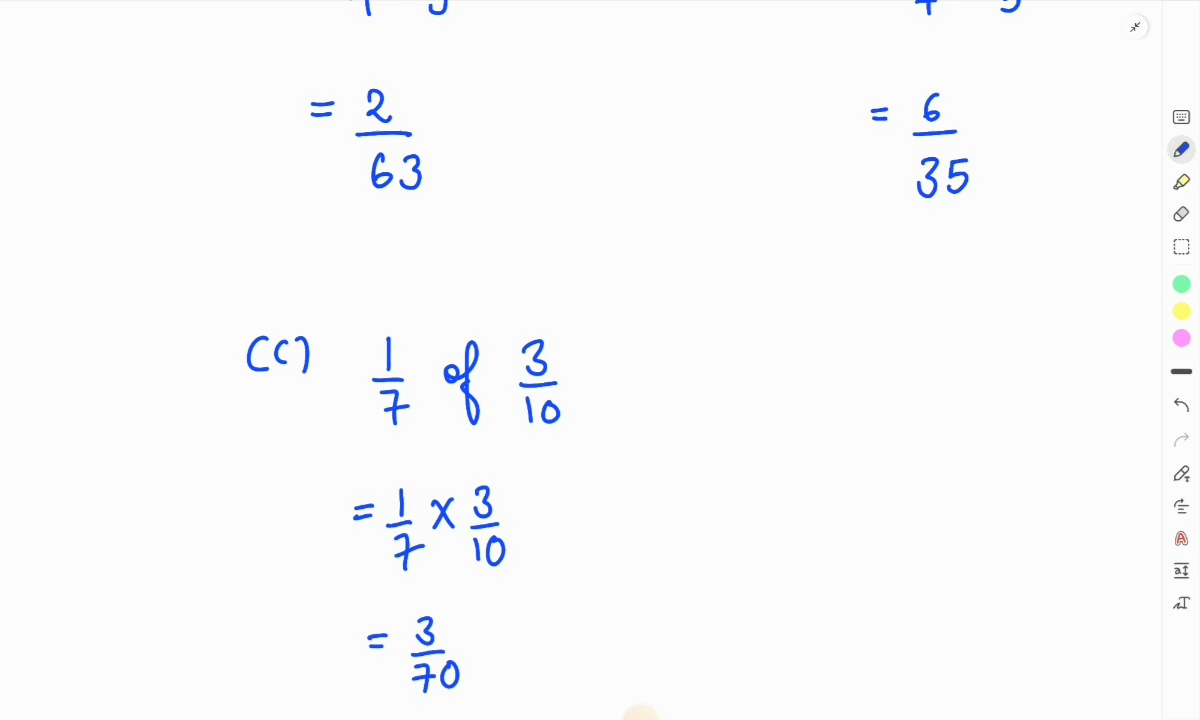 = 2/63
= 6/35
(c) 1/7 of 3/10
= 1/7 × 3/10
= 3/70